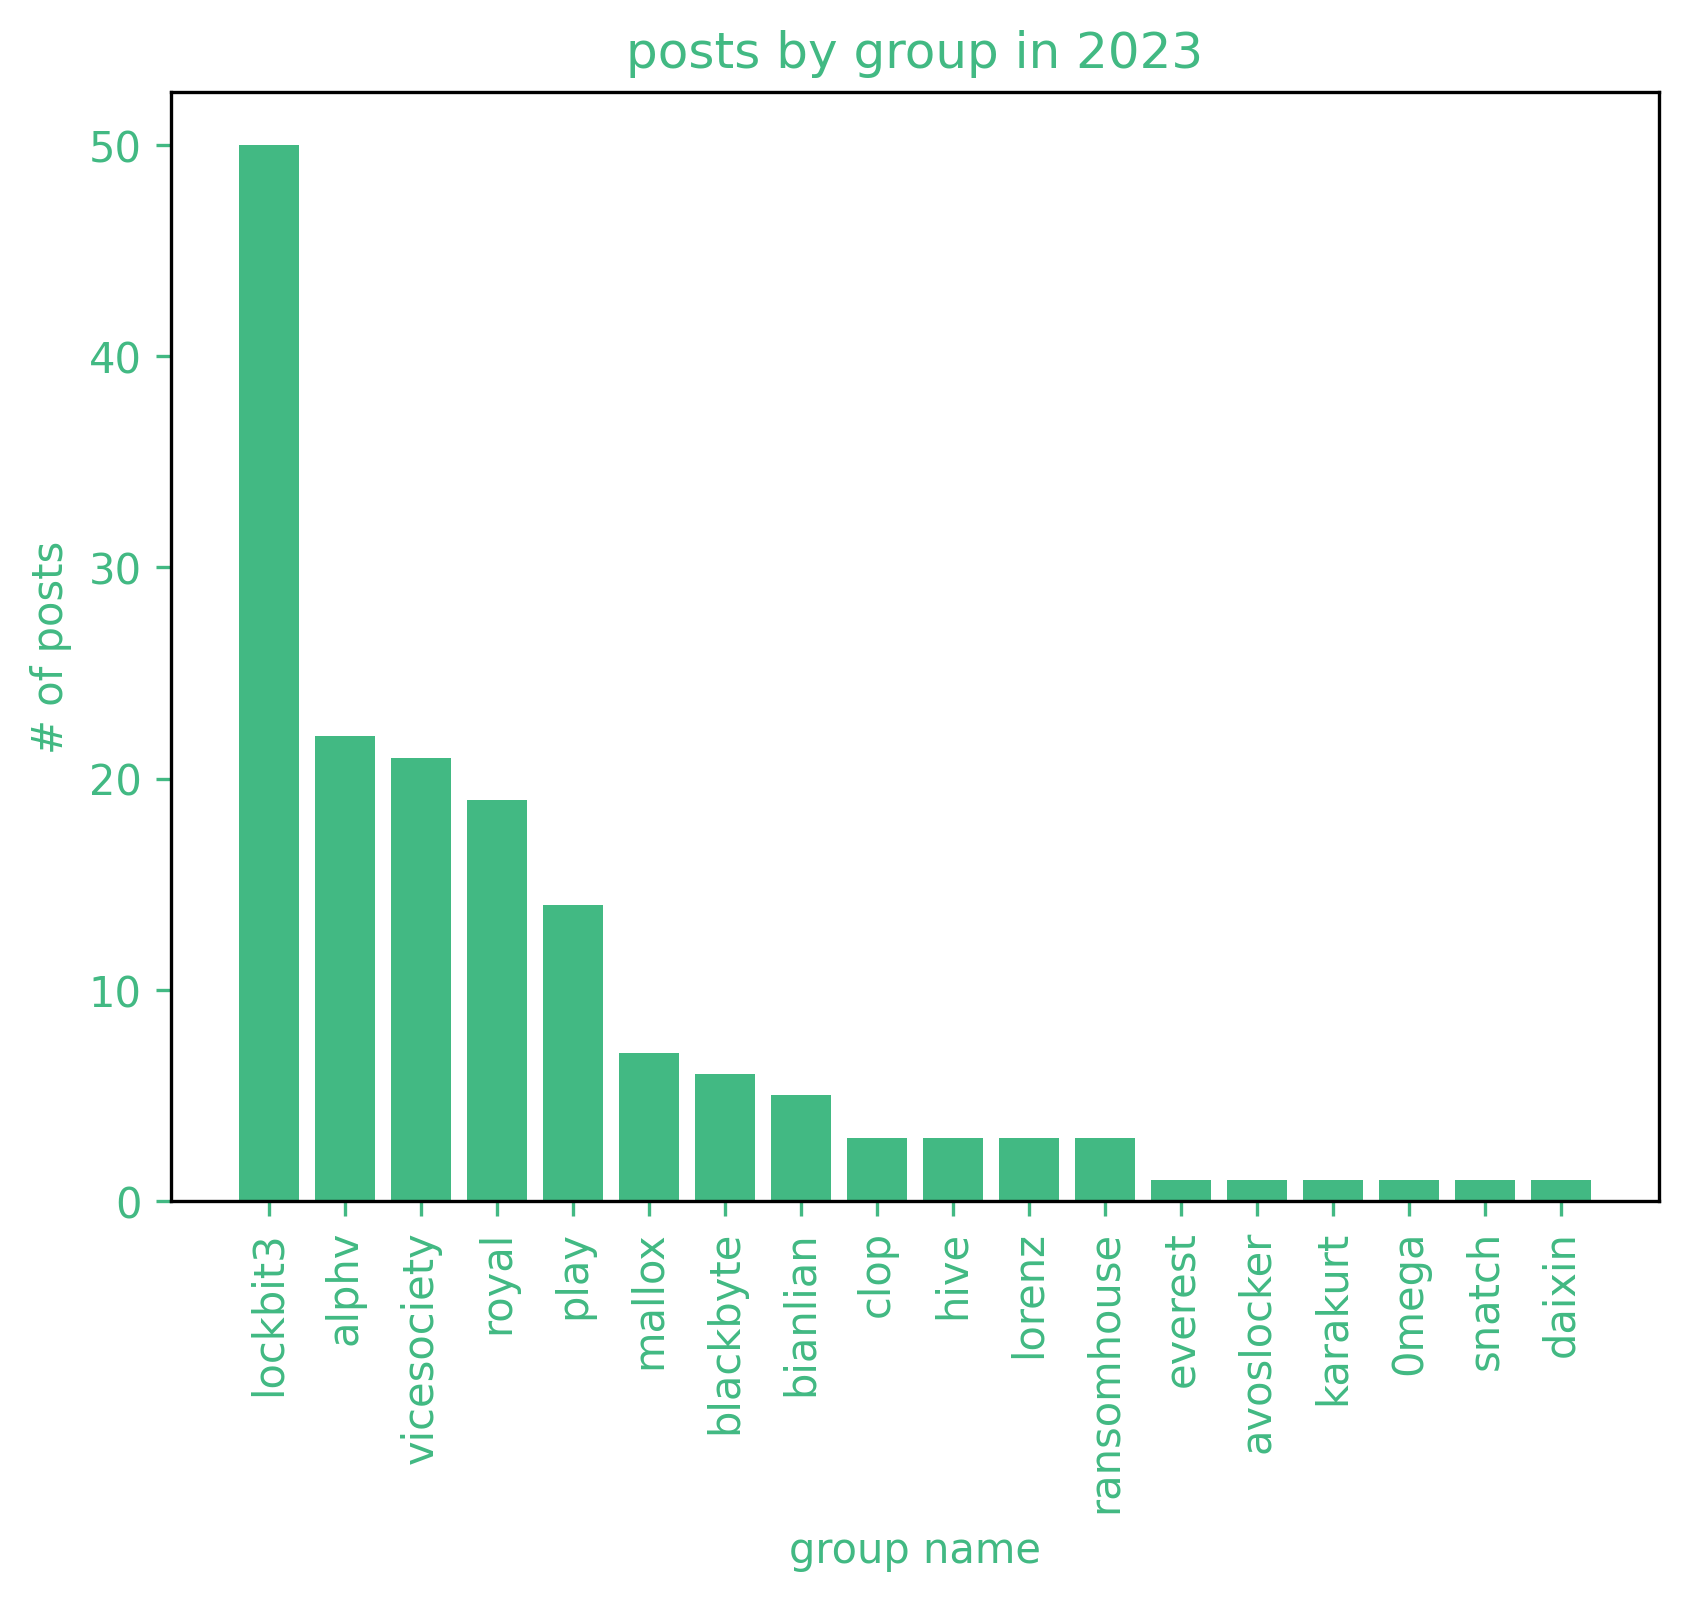 posts by group in 2023
# of posts
50
40
30
20
10
0
lockbit3
alphv
vicesociety
royal
play
mallox
blackbyte
bianlian
clop
hive
lorenz
ransomhouse
everest
avoslocker
karakurt
0mega
snatch
daixin
group name